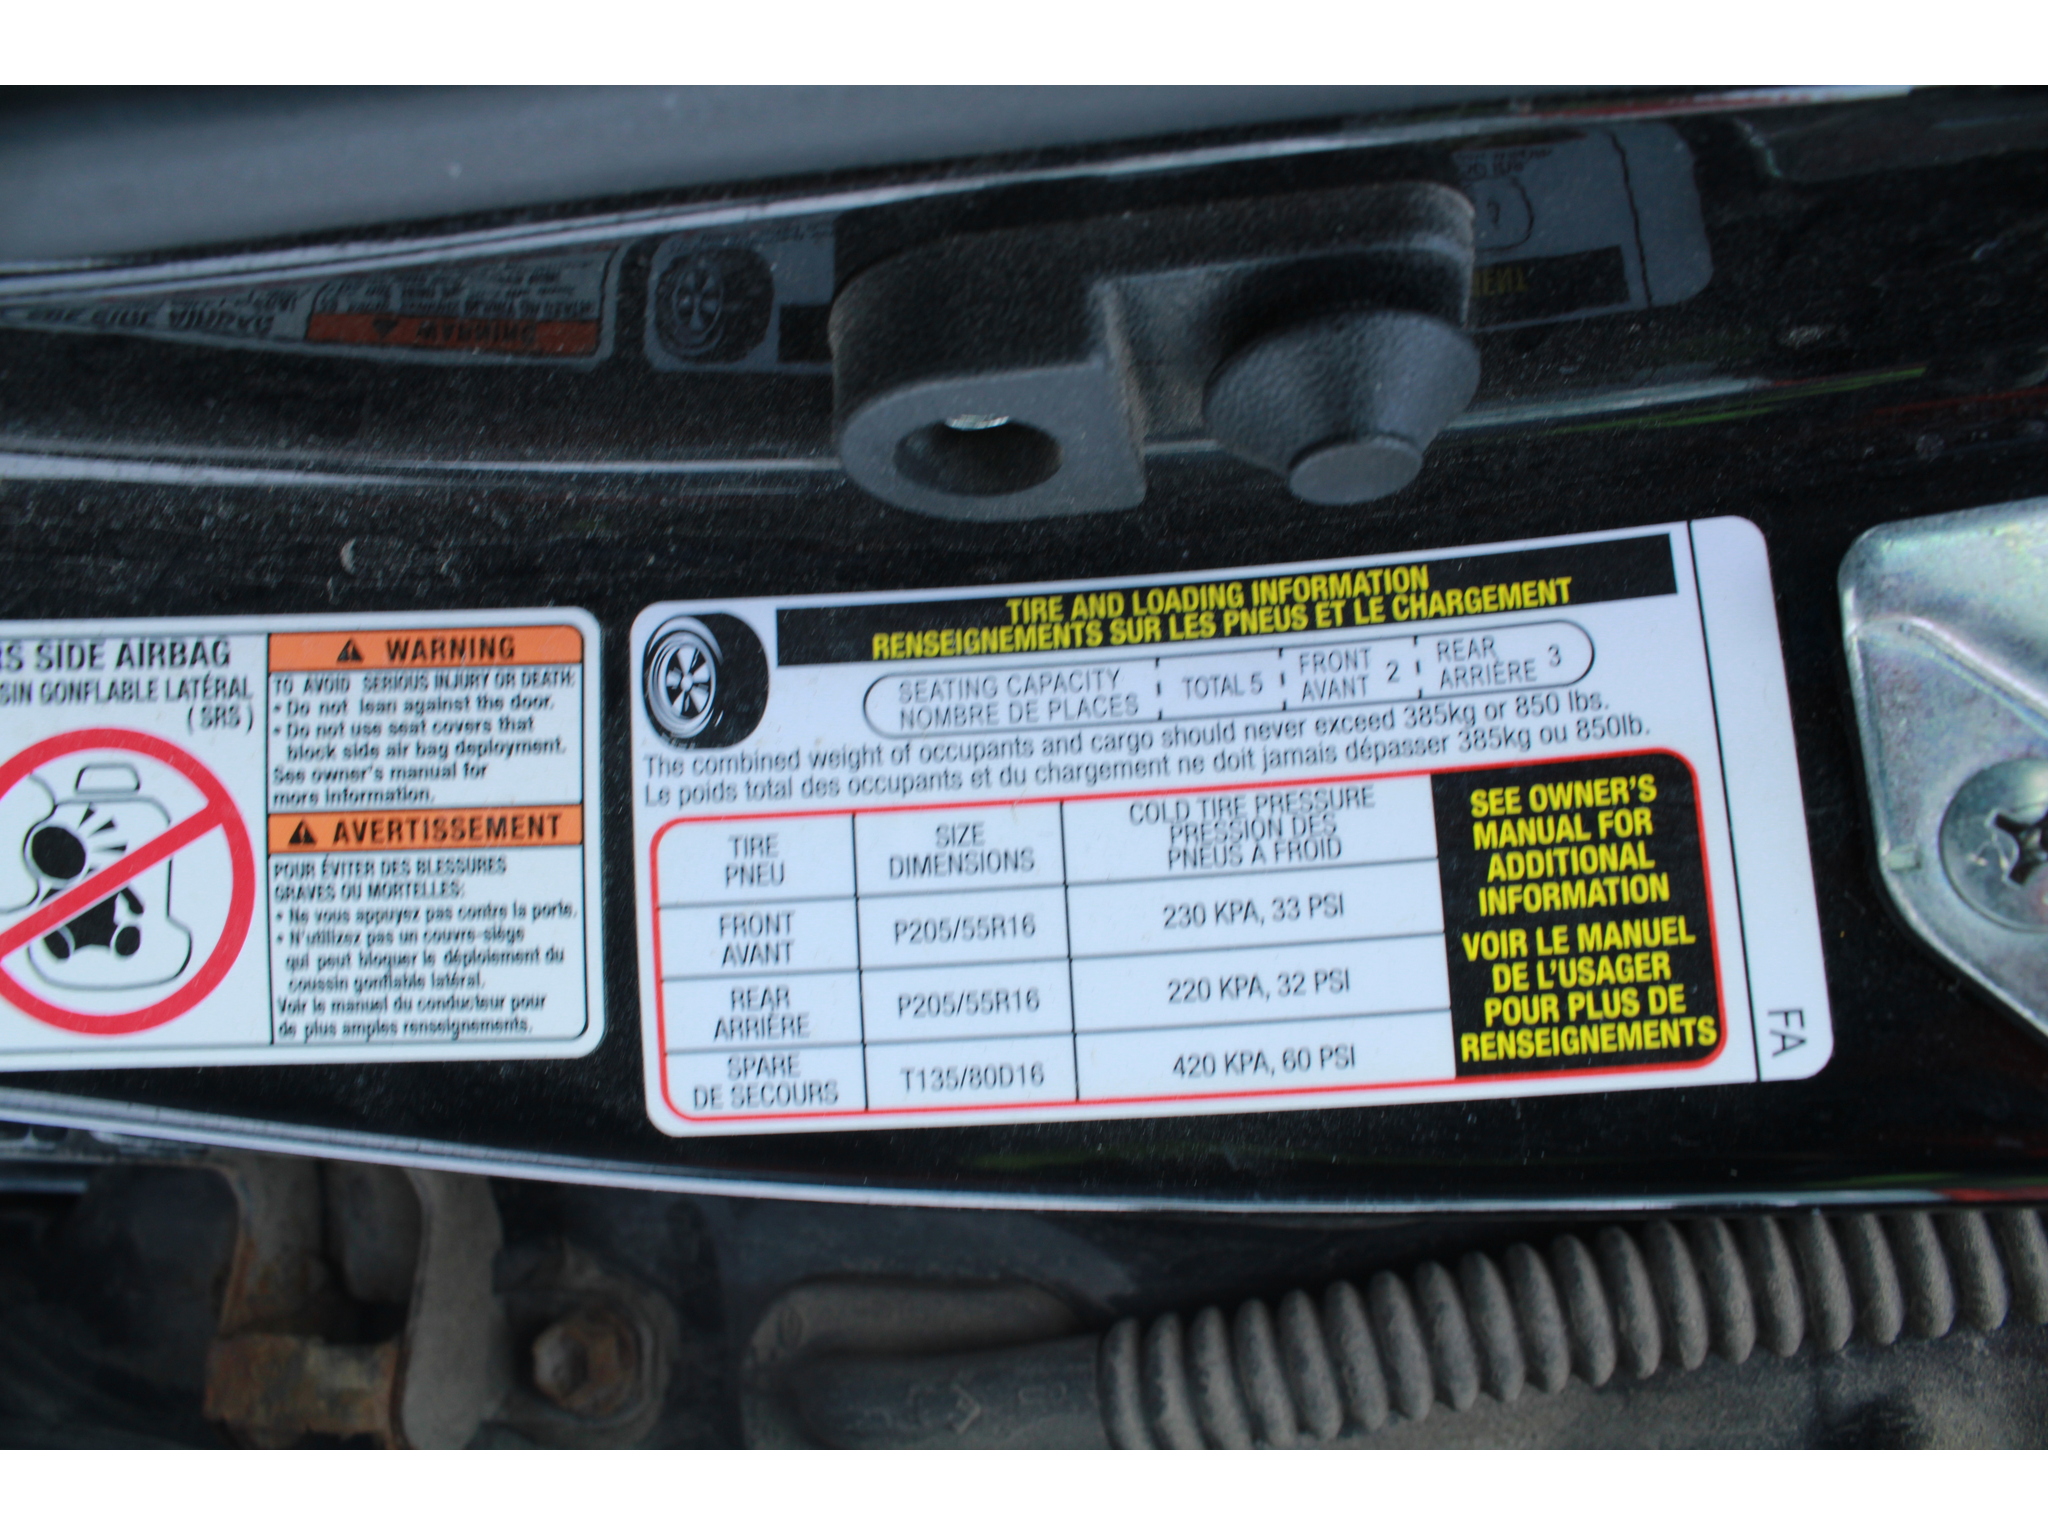 RS SIDE AIRBAG
SIN GONFLABLE LATÉRAL
( SRS )
WARNING
TO AVOID SERIOUS INJURY OR DEATH:
• Do not lean against the door.
• Do not use seat covers that
block side air bag deployment.
See owner's manual for
more information.
AVERTISSEMENT
POUR ÉVITER DES BLESSURES
GRAVES OU MORTELLES:
• Ne vous appuyez pas contre la porte.
• N'utilizez pas un couvre-siège
qui peut bloquer le déploiement du
coussin gonflable latéral.
Voir le manuel du conducteur pour
de plus amples renseignements.
TIRE AND LOADING INFORMATION
RENSEIGNEMENTS SUR LES PNEUS ET LE CHARGEMENT
SEATING CAPACITY
NOMBRE DE PLACES
TOTAL 5
FRONT
AVANT 2
REAR
ARRIÈRE 3
The combined weight of occupants and cargo should never exceed 385kg or 850 lbs.
Le poids total des occupants et du chargement ne doit jamais dépasser 385kg ou 850lb.
TIRE
PNEU
SIZE
DIMENSIONS
COLD TIRE PRESSURE
PRESSION DES
PNEUS À FROID
FRONT
AVANT
P205/55R16
230 KPA, 33 PSI
REAR
ARRIÈRE
P205/55R16
220 KPA, 32 PSI
SPARE
DE SECOURS
T135/80D16
420 KPA, 60 PSI
SEE OWNER'S
MANUAL FOR
ADDITIONAL
INFORMATION
VOIR LE MANUEL
DE L'USAGER
POUR PLUS DE
RENSEIGNEMENTS
FA